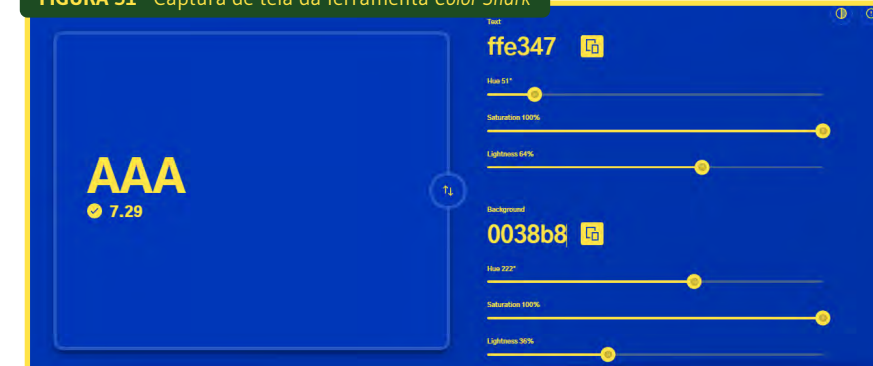 FIGURA 51 Captura de tela da ferramenta Color Shark
AAA
7.29
Text
ffe347
Hue 51°
Saturation 100%
Lightness 64%
Background
0038b8
Hue 222°
Saturation 100%
Lightness 36%